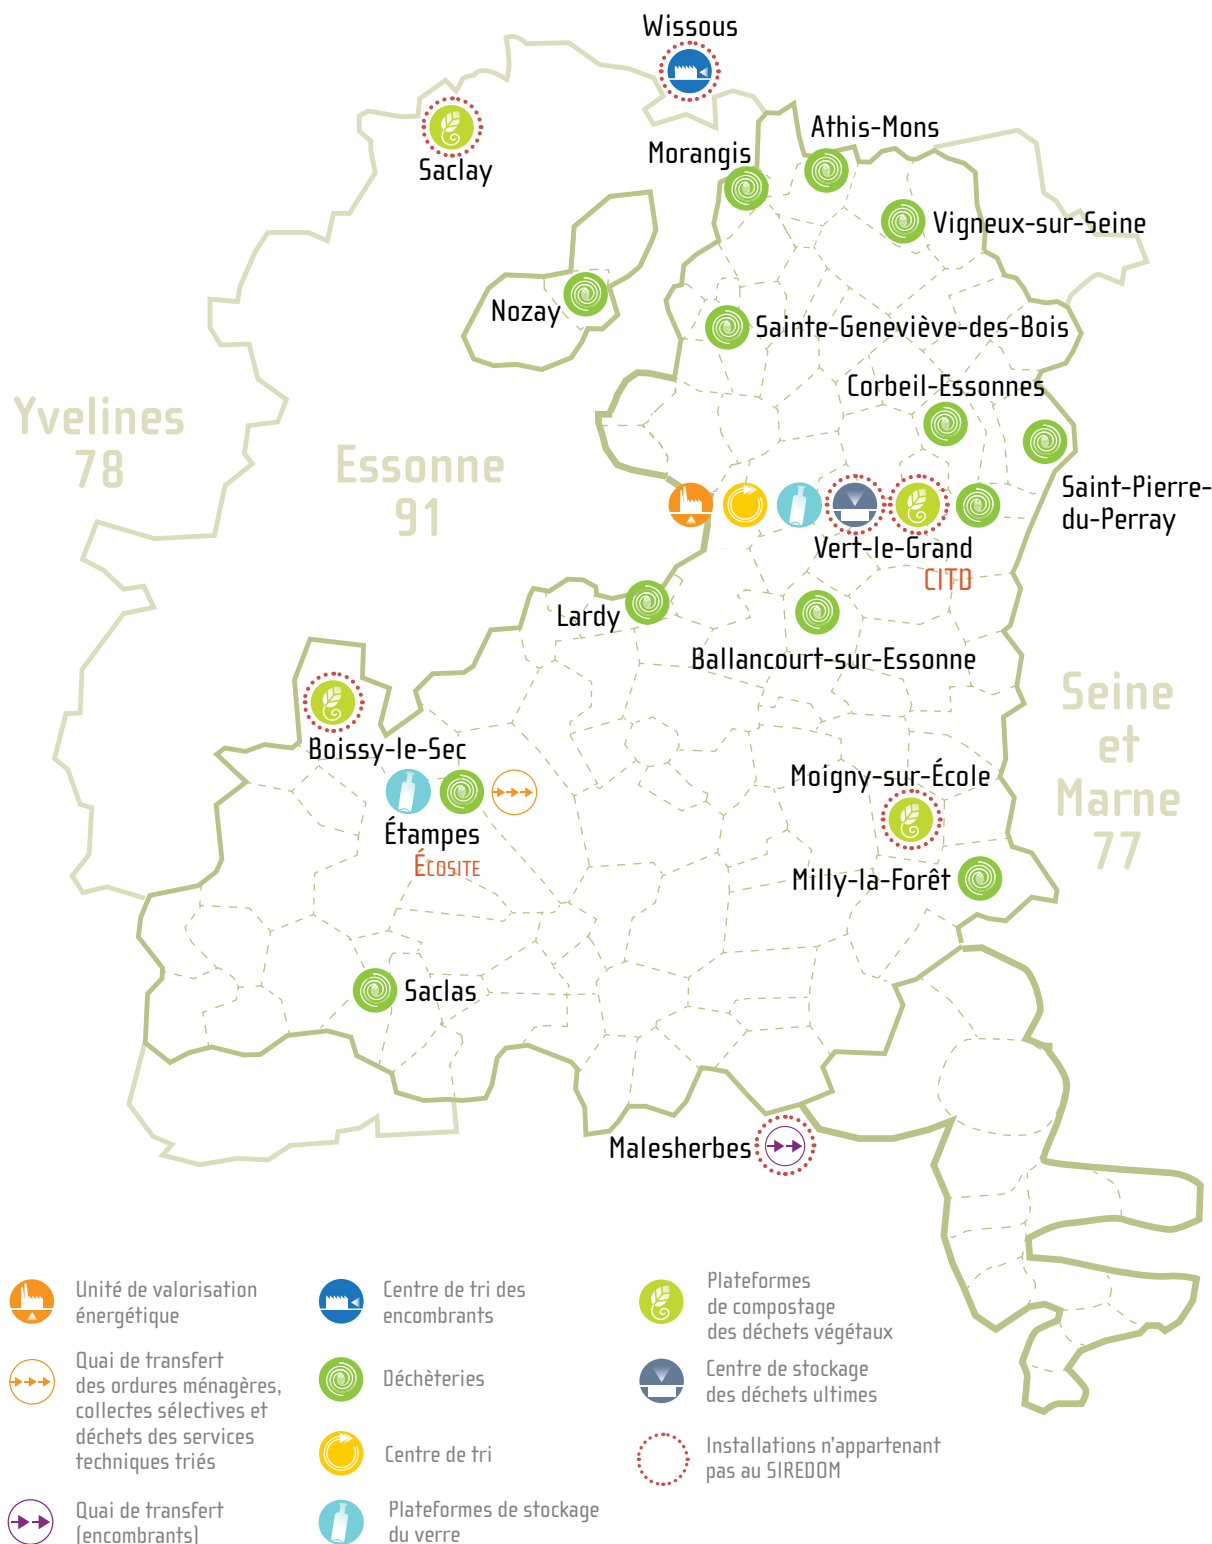 Wissous
Athis-Mons
Morangis
Saclay
Vigneux-sur-Seine
Nozay
Sainte-Geneviève-des-Bois
Corbeil-Essonnes
Yvelines
78
Essonne
91
Saint-Pierre-
du-Perray
Vert-le-Grand
CITD
Lardy
Ballancourt-sur-Essonne
Seine
et
Marne
77
Boissy-le-Sec
Moigny-sur-École
Étampes
ÉCOSITE
Milly-la-Forêt
Saclas
Malesherbes
Unité de valorisation
énergétique
Quai de transfert
des ordures ménagères,
collectes sélectives et
déchets des services
techniques triés
Quai de transfert
(encombrants)
Centre de tri des
encombrants
Déchèteries
Centre de tri
Plateformes de stockage
du verre
Plateformes
de compostage
des déchets végétaux
Centre de stockage
des déchets ultimes
Installations n'appartenant
pas au SIREDOM